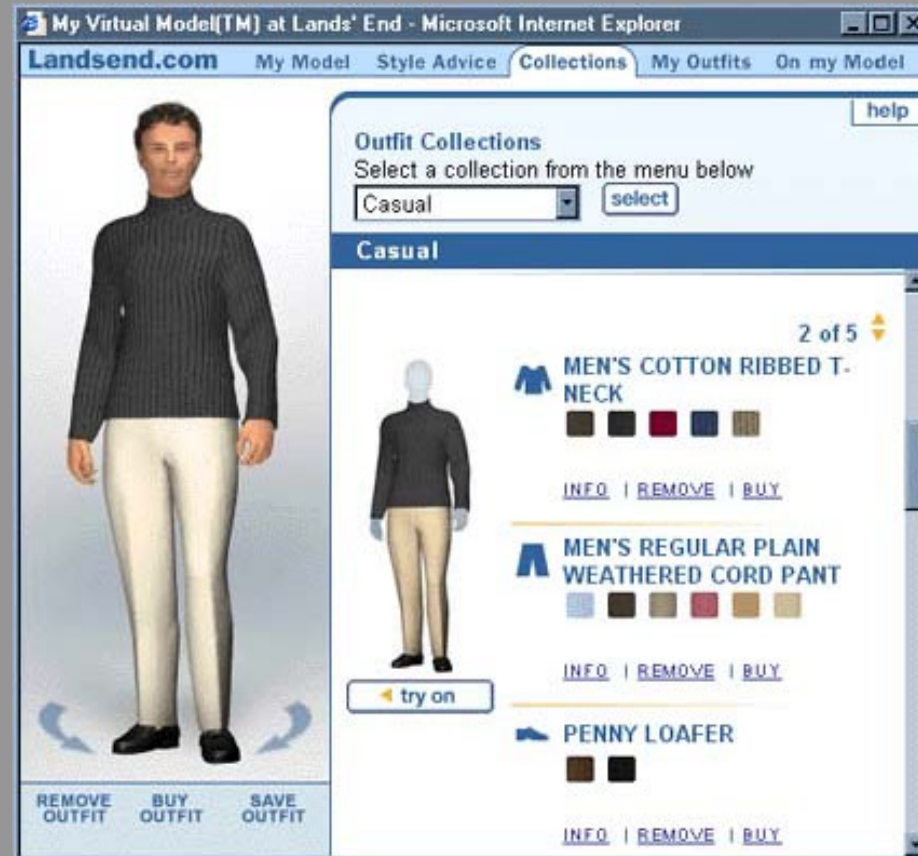 My Virtual Model(TM) at Lands' End - Microsoft Internet Explorer
Landsend.com My Model Style Advice Collections My Outfits On my Model
help
Outfit Collections
Select a collection from the menu below
Casual select
Casual
2 of 5
MEN'S COTTON RIBBED T-
NECK
INFO | REMOVE | BUY
MEN'S REGULAR PLAIN
WEATHERED CORD PANT
INFO | REMOVE | BUY
try on
PENNY LOAFER
INFO | REMOVE | BUY
REMOVE OUTFIT BUY OUTFIT SAVE OUTFIT